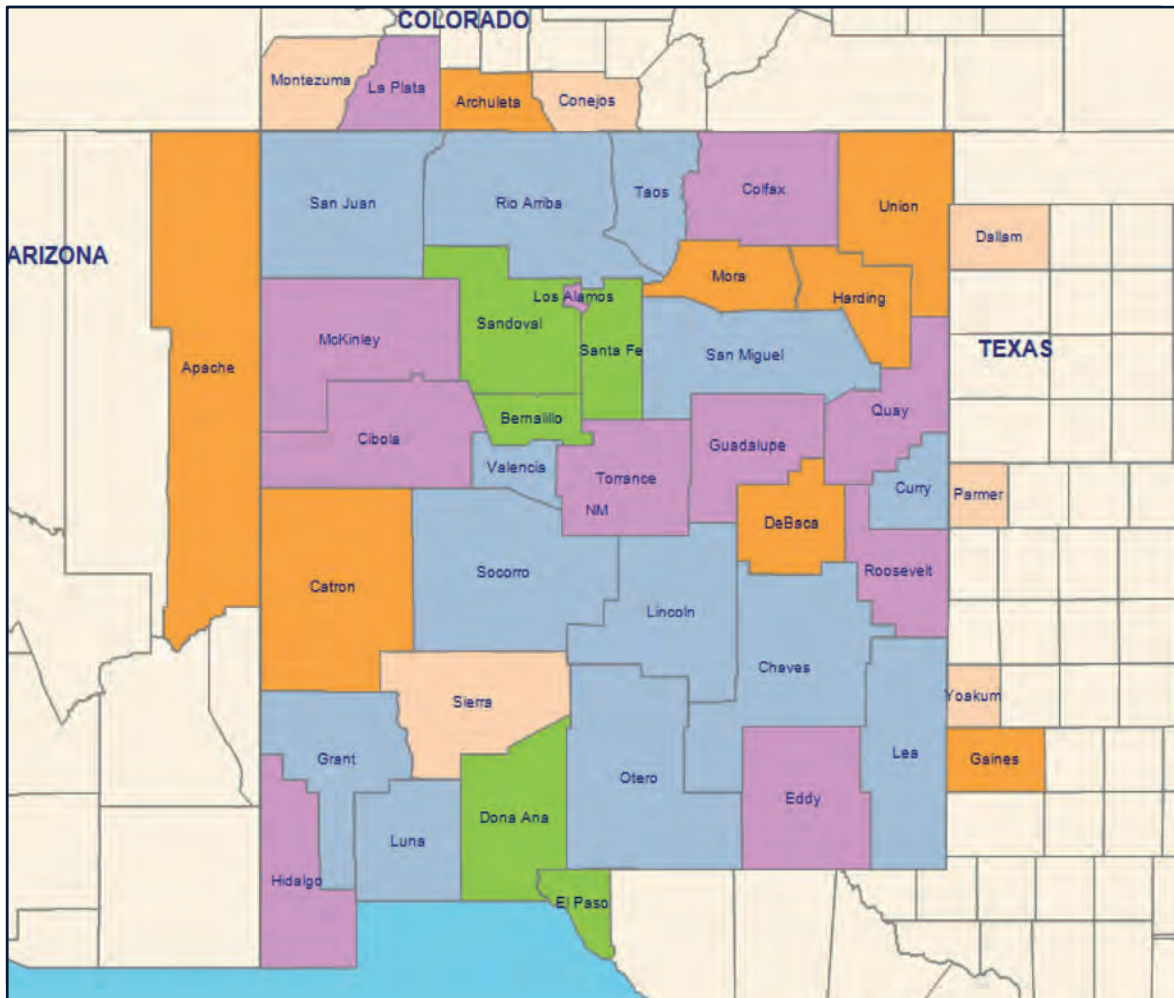 COLORADO
Montezuma
La Plata
Archuleta
Conejos
San Juan
Rio Arriba
Taos
Colfax
Union
Dallam
ARIZONA
Mora
Harding
Los Alamos
Sandoval
Santa Fe
San Miguel
McKinley
TEXAS
Apache
Quay
Bernalillo
Cibola
Guadalupe
Valencia
Torrance
Curry
Parmer
NM
DeBaca
Socorro
Roosevelt
Catron
Lincoln
Chaves
Sierra
Yoakum
Grant
Lea
Gaines
Otero
Eddy
Dona Ana
Luna
Hidalgo
El Paso